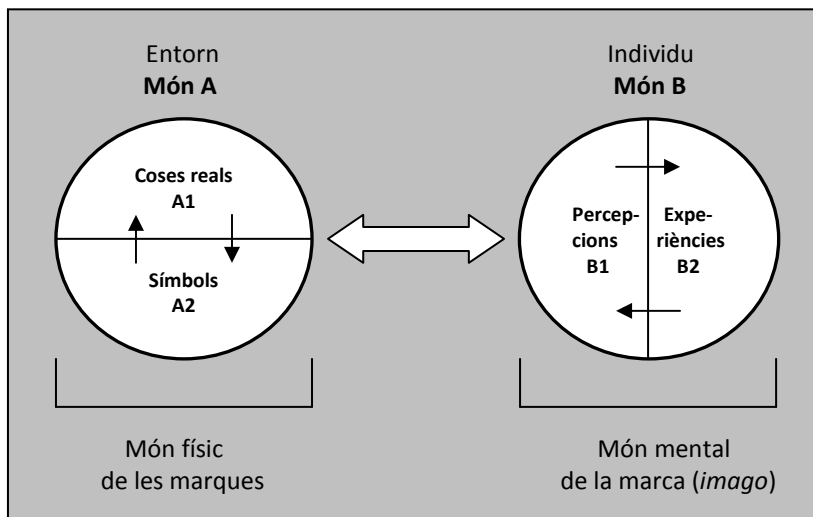 Entorn
Món A
Coses reals
A1
Símbols
A2
Món físic
de les marques
Individu
Món B
Percep-
cions
B1
Expe-
riències
B2
Món mental
de la marca (imago)